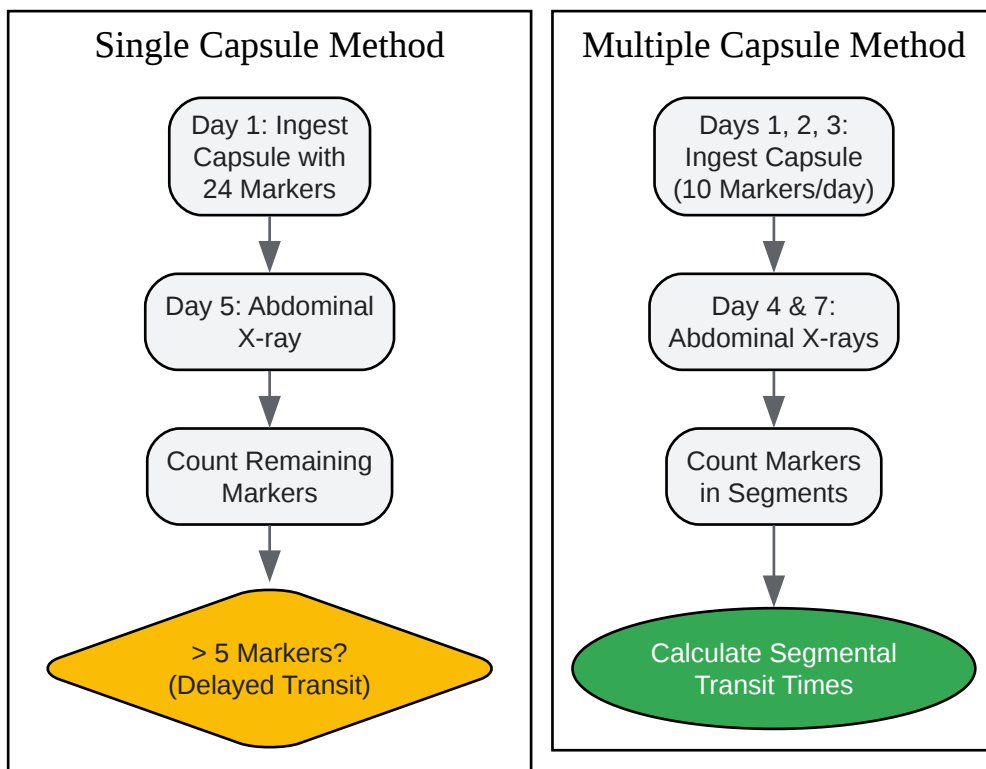 Single Capsule Method
Day 1: Ingest
Capsule with
24 Markers
Day 5: Abdominal
X-ray
Count Remaining
Markers
> 5 Markers?
(Delayed Transit)
Multiple Capsule Method
Days 1, 2, 3:
Ingest Capsule
(10 Markers/day)
Day 4 & 7:
Abdominal X-rays
Count Markers
in Segments
Calculate Segmental
Transit Times